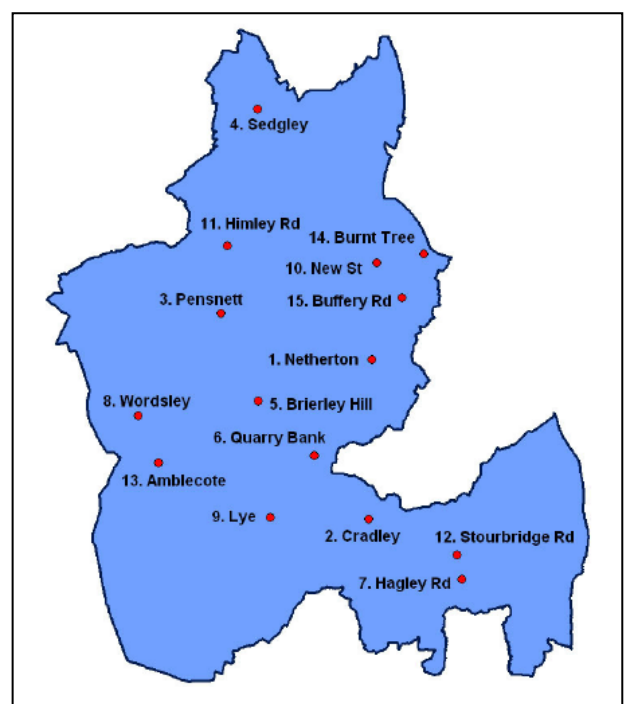 4. Sedgley
11. Himley Rd
14. Burnt Tree
10. New St
3. Pensnett
15. Buffery Rd
1. Netherton
8. Wordsley
5. Brierley Hill
6. Quarry Bank
13. Amblecote
9. Lye
2. Cradley
12. Stourbridge Rd
7. Hagley Rd